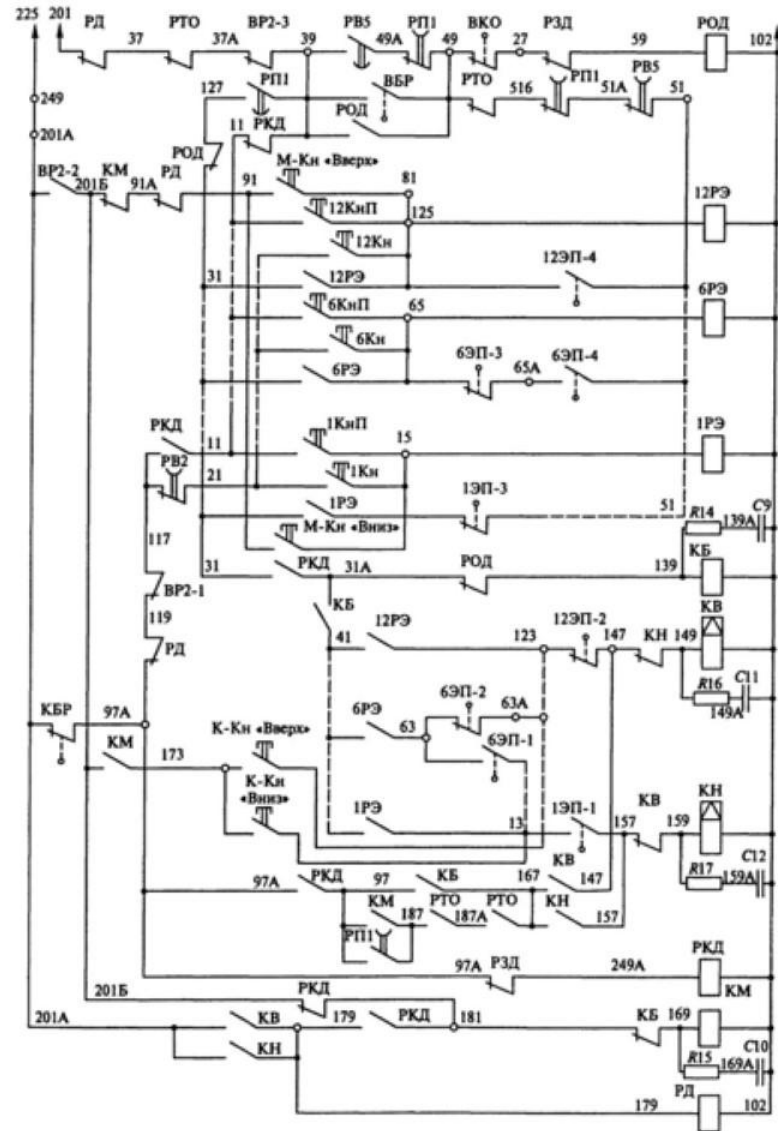 225 201 РД 37 РТО 37А ВР2-3 39 РВ5 49А РП1 49 ВКО 27 РЗД 59 РОД 102
249 127 РП1 ВБР РТО 516 РП1 51А РВ5 51
201А 11 РКД РОД
РОД М-Кн «Вверх»
ВР2-2 201Б КМ 91А РД 91 81 12РЭ
12КнП 125
12Кн
31 12РЭ 12ЭП-4 6РЭ
6КнП 65
6Кн 6ЭП-3 65А 6ЭП-4
6РЭ
РКД 11 1КнП 15 1РЭ
РВ2 21 1Кн
1РЭ 1ЭП-3 51 R14 C9
117 М-Кн «Вниз» 139А
31 РКД 31А РОД 139 КБ
ВР2-1 КБ КВ
119 41 12РЭ 123 12ЭП-2 147 КН 149
РД R16 C11
6РЭ 63 6ЭП-2 63А 149А
КБР 97А К-Кн «Вверх» 6ЭП-1
КМ 173 КН
К-Кн «Вниз» 1РЭ 13 1ЭП-1 157 КВ 159
R17 C12
97А РКД 97 КБ 167 КВ 147 159А
КМ 187 РТО 187А РТО КН 157
РП1
97А РЗД 249А РКД
201Б РКД КМ
201А КВ 179 РКД 181 КБ 169
КН R15 C10
169А
179 РД 102